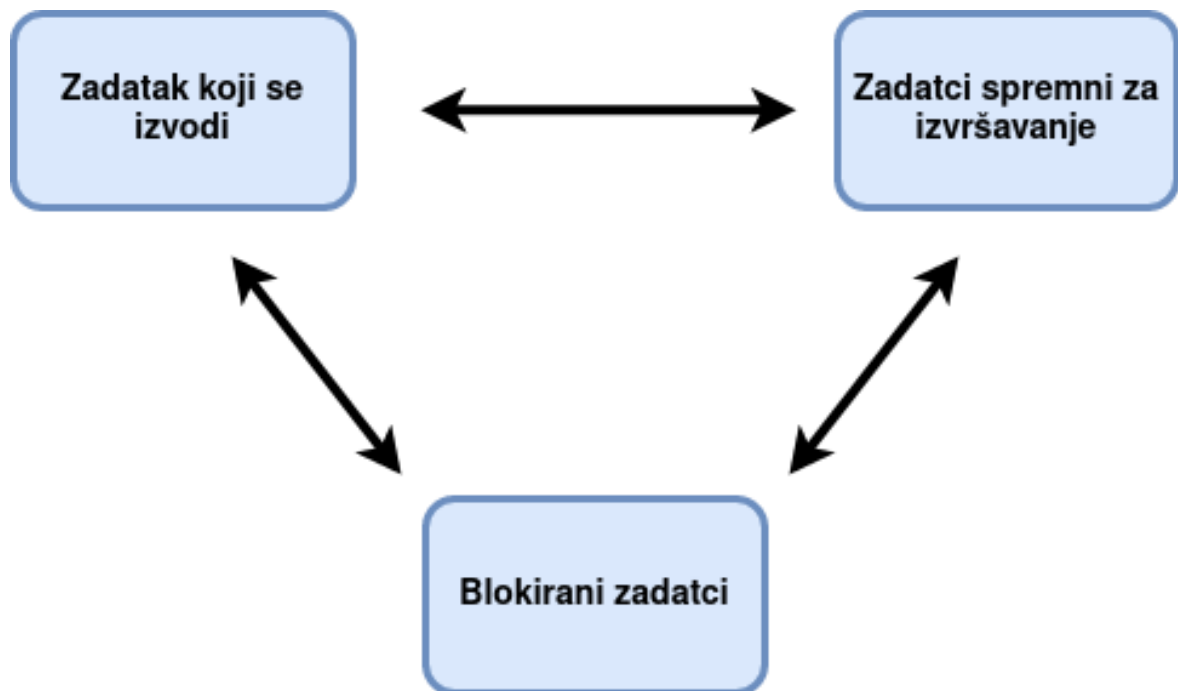 Zadatak koji se
izvodi
Zadatci spremni za
izvršavanje
Blokirani zadatci